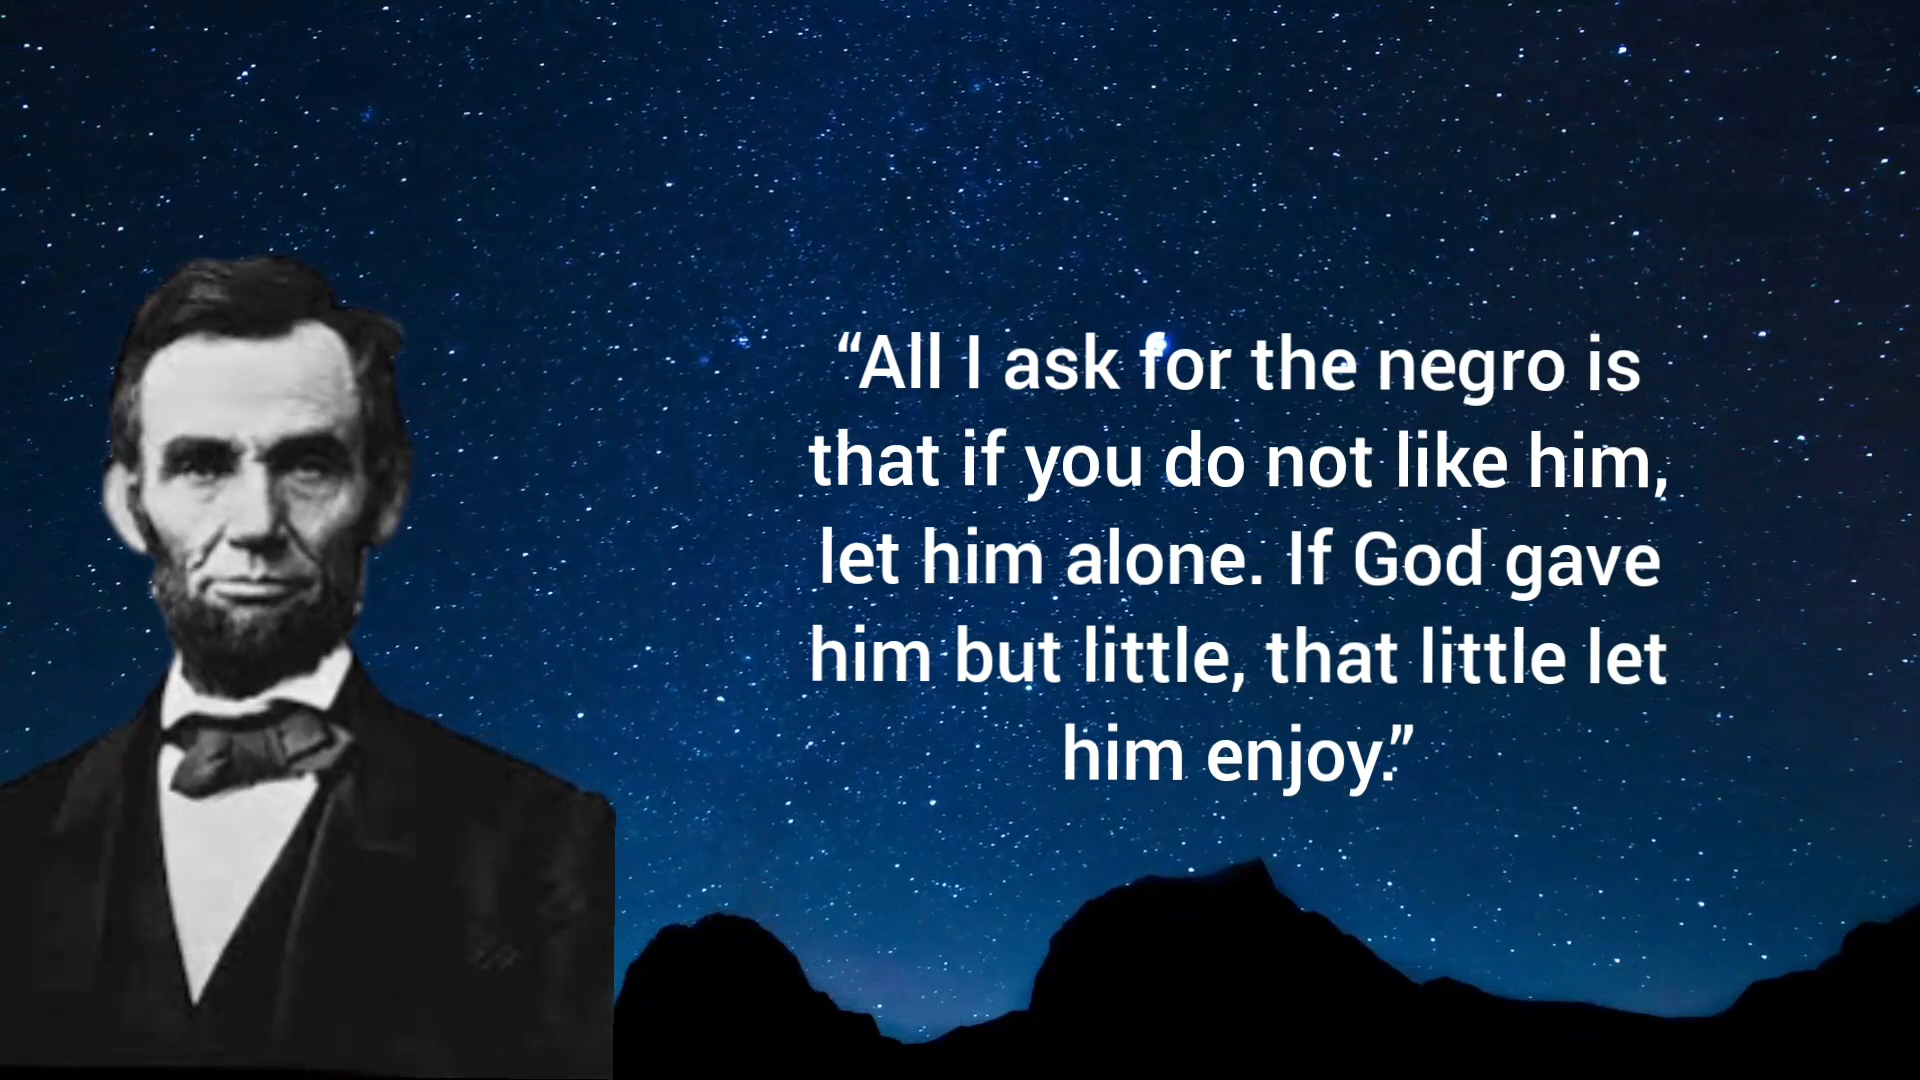 “All I ask for the negro is
that if you do not like him,
let him alone. If God gave
him but little, that little let
him enjoy.”